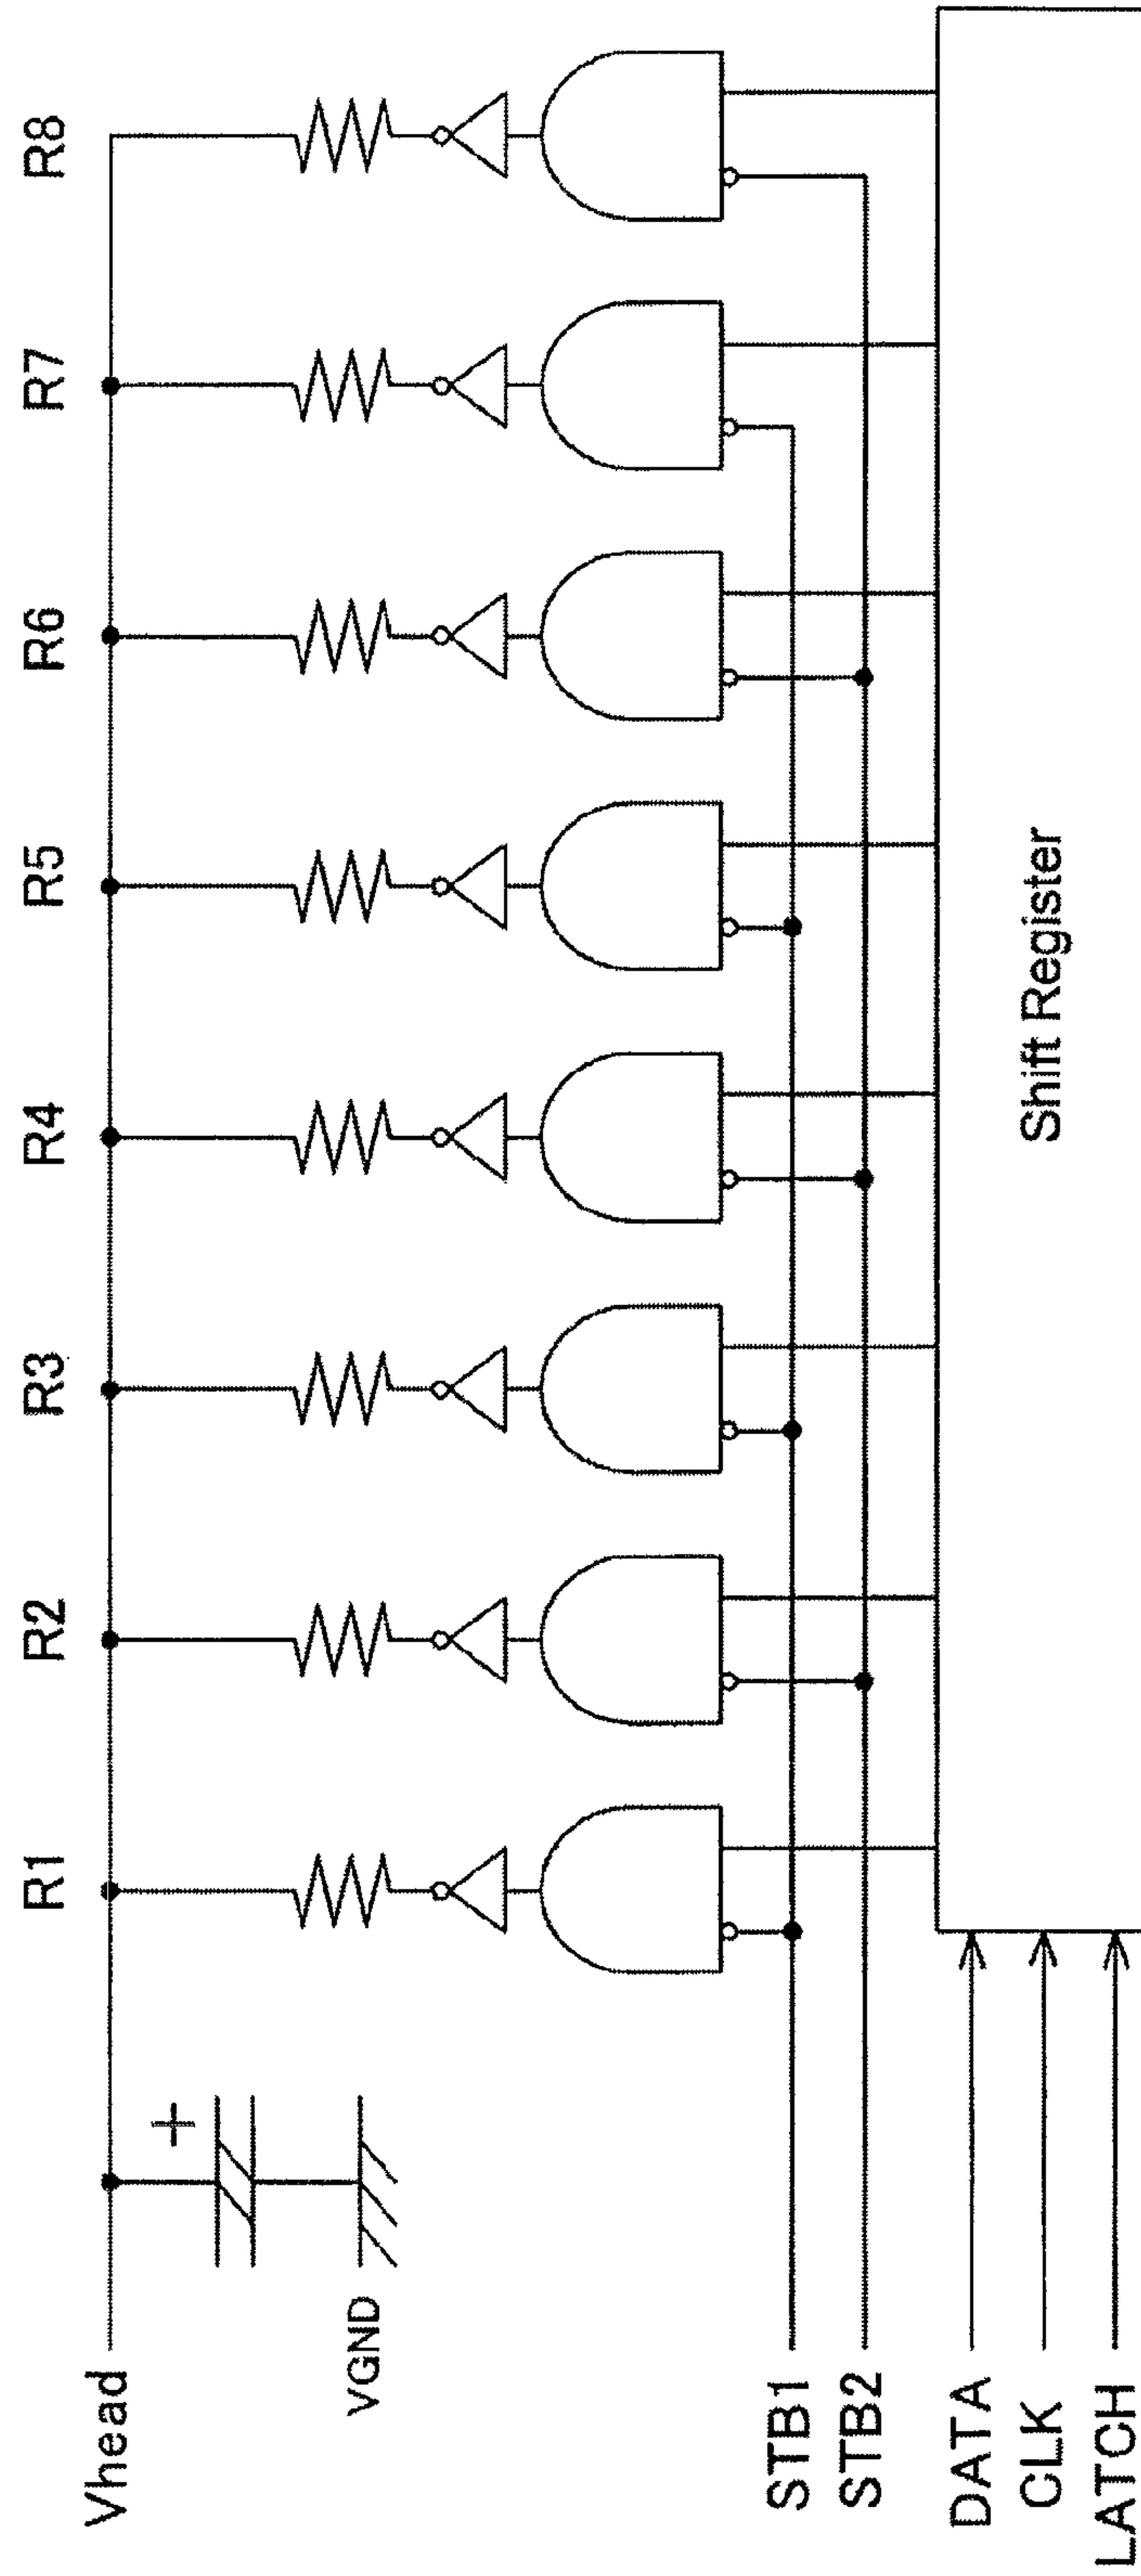 R1 R2 R3 R4 R5 R6 R7 R8
Vhead
+
VGND
STB1
STB2
DATA
CLK
LATCH
Shift Register